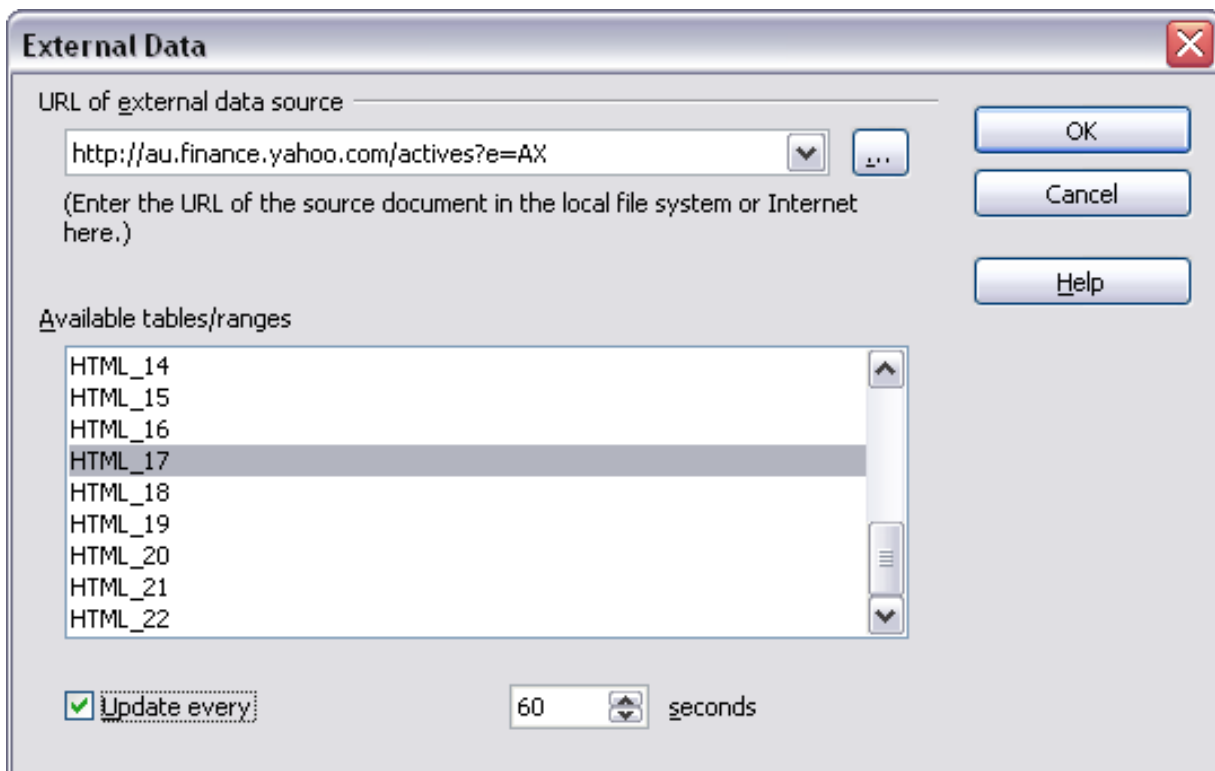 External Data
URL of external data source
http://au.finance.yahoo.com/actives?e=AX
...
OK
(Enter the URL of the source document in the local file system or Internet
here.)
Cancel
Help
Available tables/ranges
HTML_14
HTML_15
HTML_16
HTML_17
HTML_18
HTML_19
HTML_20
HTML_21
HTML_22
Update every 60 seconds